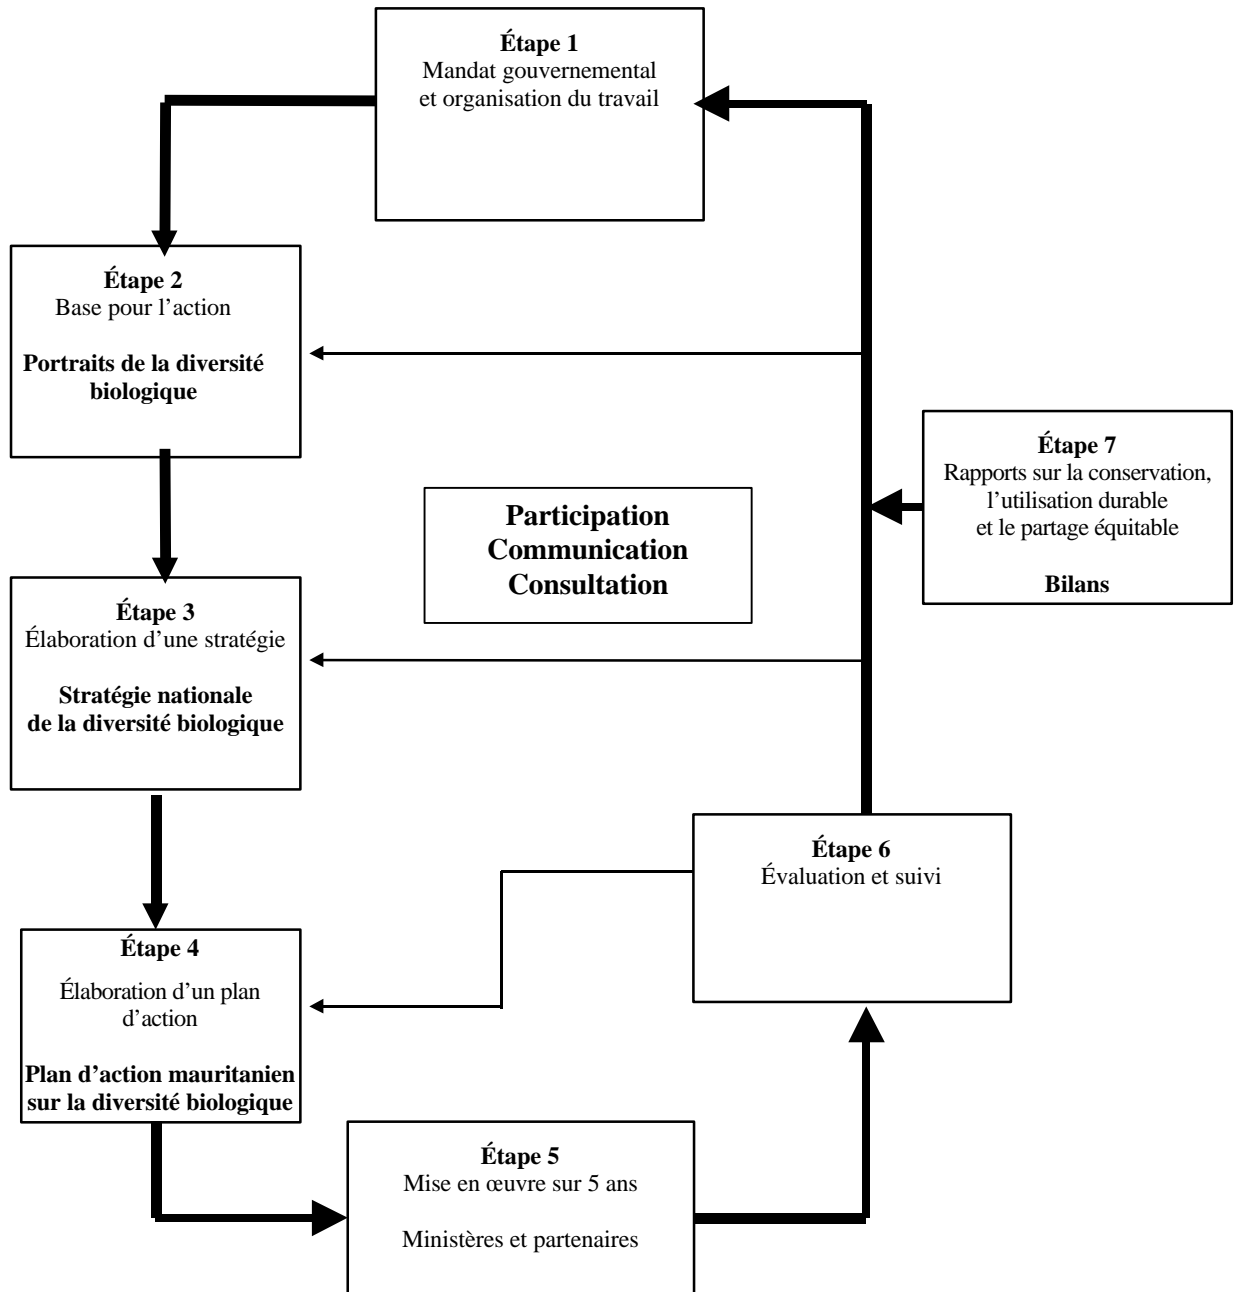 Étape 1
Mandat gouvernemental
et organisation du travail
Étape 2
Base pour l’action
Portraits de la diversité
biologique
Étape 7
Rapports sur la conservation,
l’utilisation durable
et le partage équitable
Bilans
Participation
Communication
Consultation
Étape 3
Élaboration d’une stratégie
Stratégie nationale
de la diversité biologique
Étape 6
Évaluation et suivi
Étape 4
Élaboration d’un plan
d’action
Plan d’action mauritanien
sur la diversité biologique
Étape 5
Mise en œuvre sur 5 ans
Ministères et partenaires